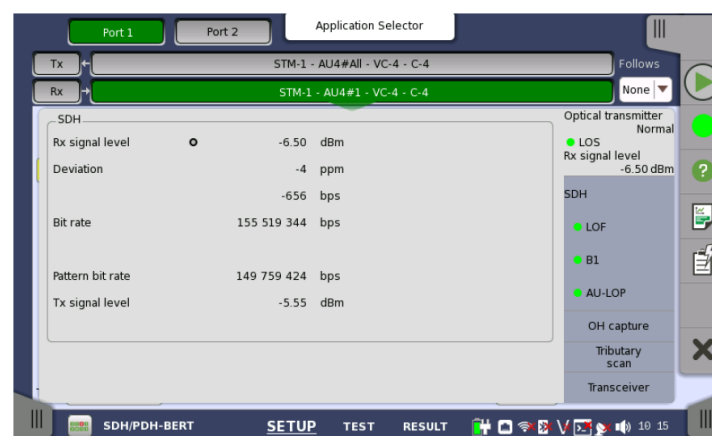 Port 1 Port 2 Application Selector
Tx STM-1 - AU4#All - VC-4 - C-4 Follows
Rx STM-1 - AU4#1 - VC-4 - C-4 None
SDH
Rx signal level -6.50 dBm
Deviation -4 ppm
-656 bps
Bit rate 155 519 344 bps
Pattern bit rate 149 759 424 bps
Tx signal level -5.55 dBm
Optical transmitter
Normal
LOS
Rx signal level
-6.50 dBm
SDH
LOF
B1
AU-LOP
OH capture
Tributary
scan
Transceiver
SDH/PDH-BERT SETUP TEST RESULT 10 15